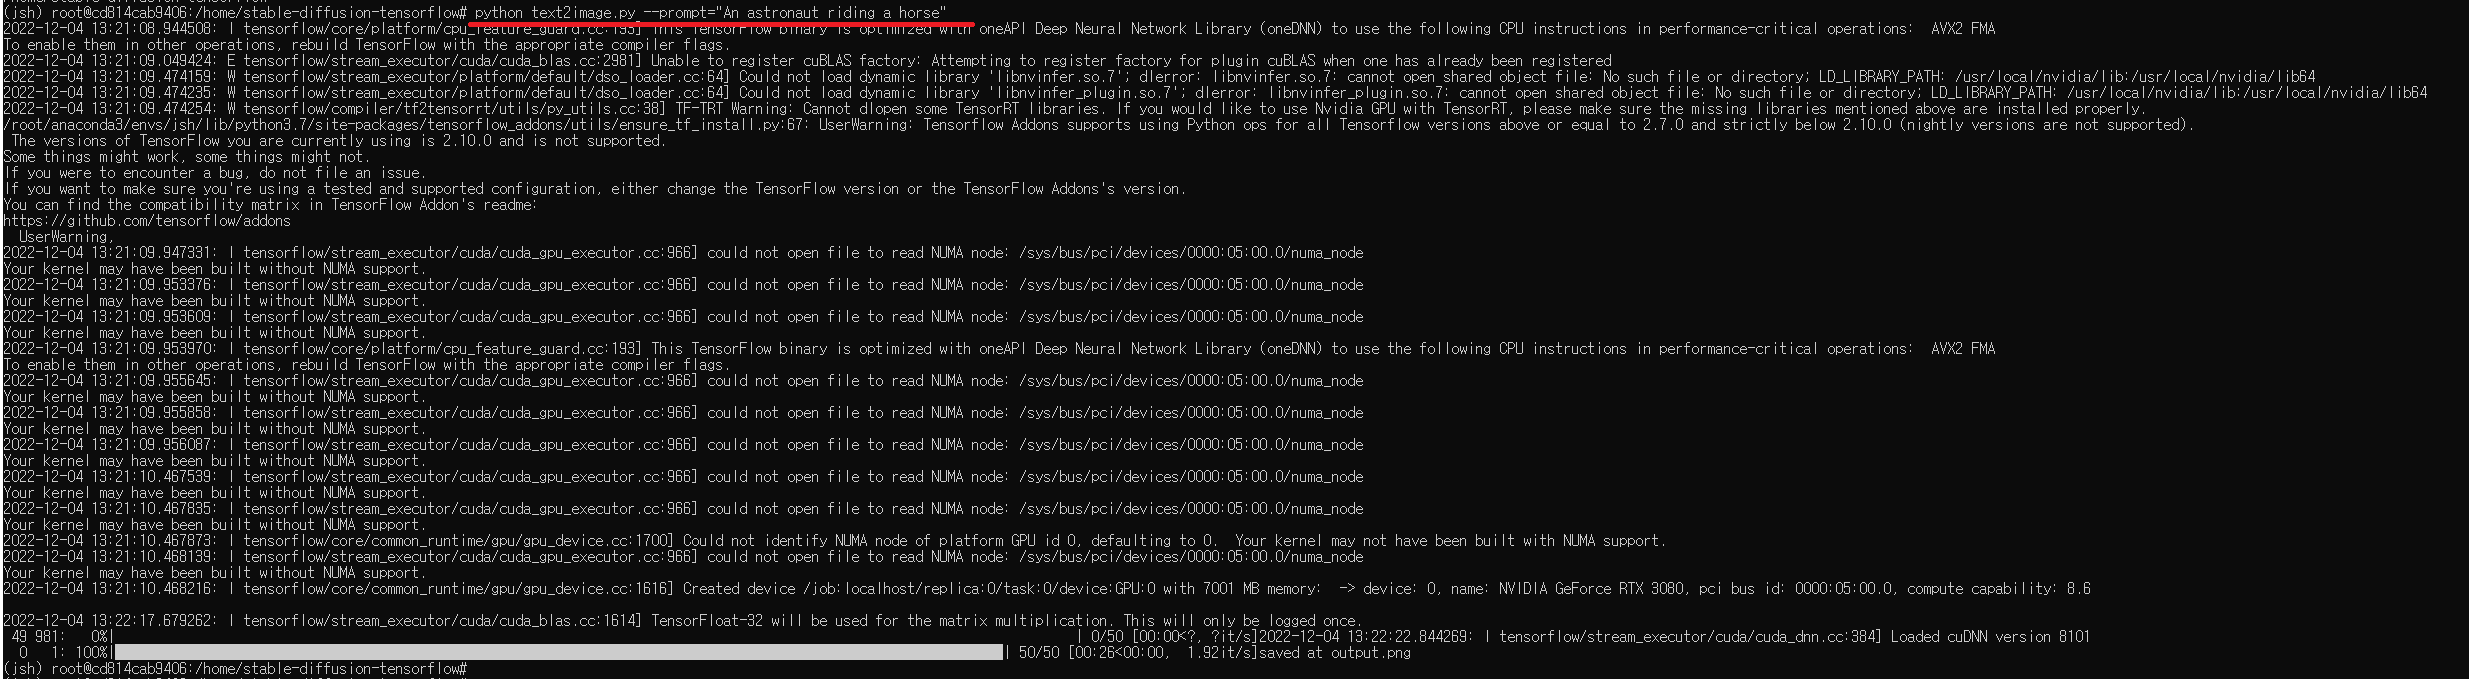 (jsh) root@cd814cab9406:/home/stable-diffusion-tensorflow# python text2image.py --prompt="An astronaut riding a horse"
2022-12-04 13:21:08.944508: I tensorflow/core/platform/cpu_feature_guard.cc:193] This TensorFlow binary is optimized with oneAPI Deep Neural Network Library (oneDNN) to use the following CPU instructions in performance-critical operations:  AVX2 FMA
To enable them in other operations, rebuild TensorFlow with the appropriate compiler flags.
2022-12-04 13:21:09.049424: E tensorflow/stream_executor/cuda/cuda_blas.cc:2981] Unable to register cuBLAS factory: Attempting to register factory for plugin cuBLAS when one has already been registered
2022-12-04 13:21:09.474159: W tensorflow/stream_executor/platform/default/dso_loader.cc:64] Could not load dynamic library 'libnvinfer.so.7'; dlerror: libnvinfer.so.7: cannot open shared object file: No such file or directory; LD_LIBRARY_PATH: /usr/local/nvidia/lib:/usr/local/nvidia/lib64
2022-12-04 13:21:09.474235: W tensorflow/stream_executor/platform/default/dso_loader.cc:64] Could not load dynamic library 'libnvinfer_plugin.so.7'; dlerror: libnvinfer_plugin.so.7: cannot open shared object file: No such file or directory; LD_LIBRARY_PATH: /usr/local/nvidia/lib:/usr/local/nvidia/lib64
2022-12-04 13:21:09.474254: W tensorflow/compiler/tf2tensorrt/utils/py_utils.cc:38] TF-TRT Warning: Cannot dlopen some TensorRT libraries. If you would like to use Nvidia GPU with TensorRT, please make sure the missing libraries mentioned above are installed properly.
/root/anaconda3/envs/jsh/lib/python3.7/site-packages/tensorflow_addons/utils/ensure_tf_install.py:67: UserWarning: Tensorflow Addons supports using Python ops for all Tensorflow versions above or equal to 2.7.0 and strictly below 2.10.0 (nightly versions are not supported).
 The versions of TensorFlow you are currently using is 2.10.0 and is not supported.
Some things might work, some things might not.
If you were to encounter a bug, do not file an issue.
If you want to make sure you're using a tested and supported configuration, either change the TensorFlow version or the TensorFlow Addons's version.
You can find the compatibility matrix in TensorFlow Addon's readme:
https://github.com/tensorflow/addons
  UserWarning,
2022-12-04 13:21:09.947331: I tensorflow/stream_executor/cuda/cuda_gpu_executor.cc:966] could not open file to read NUMA node: /sys/bus/pci/devices/0000:05:00.0/numa_node
Your kernel may have been built without NUMA support.
2022-12-04 13:21:09.953376: I tensorflow/stream_executor/cuda/cuda_gpu_executor.cc:966] could not open file to read NUMA node: /sys/bus/pci/devices/0000:05:00.0/numa_node
Your kernel may have been built without NUMA support.
2022-12-04 13:21:09.953609: I tensorflow/stream_executor/cuda/cuda_gpu_executor.cc:966] could not open file to read NUMA node: /sys/bus/pci/devices/0000:05:00.0/numa_node
Your kernel may have been built without NUMA support.
2022-12-04 13:21:09.953970: I tensorflow/core/platform/cpu_feature_guard.cc:193] This TensorFlow binary is optimized with oneAPI Deep Neural Network Library (oneDNN) to use the following CPU instructions in performance-critical operations:  AVX2 FMA
To enable them in other operations, rebuild TensorFlow with the appropriate compiler flags.
2022-12-04 13:21:09.955645: I tensorflow/stream_executor/cuda/cuda_gpu_executor.cc:966] could not open file to read NUMA node: /sys/bus/pci/devices/0000:05:00.0/numa_node
Your kernel may have been built without NUMA support.
2022-12-04 13:21:09.955858: I tensorflow/stream_executor/cuda/cuda_gpu_executor.cc:966] could not open file to read NUMA node: /sys/bus/pci/devices/0000:05:00.0/numa_node
Your kernel may have been built without NUMA support.
2022-12-04 13:21:09.956087: I tensorflow/stream_executor/cuda/cuda_gpu_executor.cc:966] could not open file to read NUMA node: /sys/bus/pci/devices/0000:05:00.0/numa_node
Your kernel may have been built without NUMA support.
2022-12-04 13:21:10.467539: I tensorflow/stream_executor/cuda/cuda_gpu_executor.cc:966] could not open file to read NUMA node: /sys/bus/pci/devices/0000:05:00.0/numa_node
Your kernel may have been built without NUMA support.
2022-12-04 13:21:10.467835: I tensorflow/stream_executor/cuda/cuda_gpu_executor.cc:966] could not open file to read NUMA node: /sys/bus/pci/devices/0000:05:00.0/numa_node
Your kernel may have been built without NUMA support.
2022-12-04 13:21:10.467873: I tensorflow/core/common_runtime/gpu/gpu_device.cc:1700] Could not identify NUMA node of platform GPU id 0, defaulting to 0.  Your kernel may not have been built with NUMA support.
2022-12-04 13:21:10.468139: I tensorflow/stream_executor/cuda/cuda_gpu_executor.cc:966] could not open file to read NUMA node: /sys/bus/pci/devices/0000:05:00.0/numa_node
Your kernel may have been built without NUMA support.
2022-12-04 13:21:10.468216: I tensorflow/core/common_runtime/gpu/gpu_device.cc:1616] Created device /job:localhost/replica:0/task:0/device:GPU:0 with 7001 MB memory:  -> device: 0, name: NVIDIA GeForce RTX 3080, pci bus id: 0000:05:00.0, compute capability: 8.6
2022-12-04 13:22:17.679262: I tensorflow/stream_executor/cuda/cuda_blas.cc:1614] TensorFloat-32 will be used for the matrix multiplication. This will only be logged once.
 49 981:   0%| | 0/50 [00:00<?, ?it/s]2022-12-04 13:22:22.844269: I tensorflow/stream_executor/cuda/cuda_dnn.cc:384] Loaded cuDNN version 8101
  0   1: 100%| | 50/50 [00:26<00:00,  1.92it/s]saved at output.png
(jsh) root@cd814cab9406:/home/stable-diffusion-tensorflow#